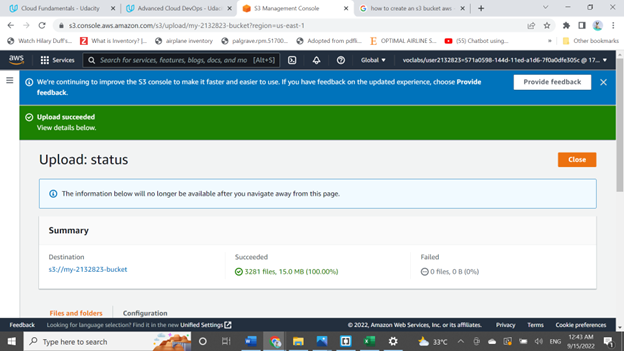 Cloud Fundamentals - Udacity
Advanced Cloud DevOps - Udac
S3 Management Console
how to create an s3 bucket aws
s3.console.aws.amazon.com/s3/upload/my-2132823-bucket?region=us-east-1
Watch Hilary Duff's...
What is Inventory? |...
airplane inventory
palgrave.rpm.51700...
Adopted from pdfli...
OPTIMAL AIRLINE S...
(55) Chatbot using...
Other bookmarks
aws
Services
Search for services, features, blogs, docs, and mo
[Alt+S]
Global
voclabs/user2132823=571a0598-144d-11ed-a1d6-7f0a0dfe305c @ 17...
We're continuing to improve the S3 console to make it faster and easier to use. If you have feedback on the updated experience, choose Provide
feedback.
Provide feedback
Upload succeeded
View details below.
Upload: status
Close
The information below will no longer be available after you navigate away from this page.
Summary
Destination
s3://my-2132823-bucket
Succeeded
3281 files, 15.0 MB (100.00%)
Failed
0 files, 0 B (0%)
Files and folders
Configuration
Feedback
Looking for language selection? Find it in the new Unified Settings
© 2022, Amazon Web Services, Inc. or its affiliates.
Privacy
Terms
Cookie preferences
Type here to search
33°C
ENG
12:43 AM
9/15/2022